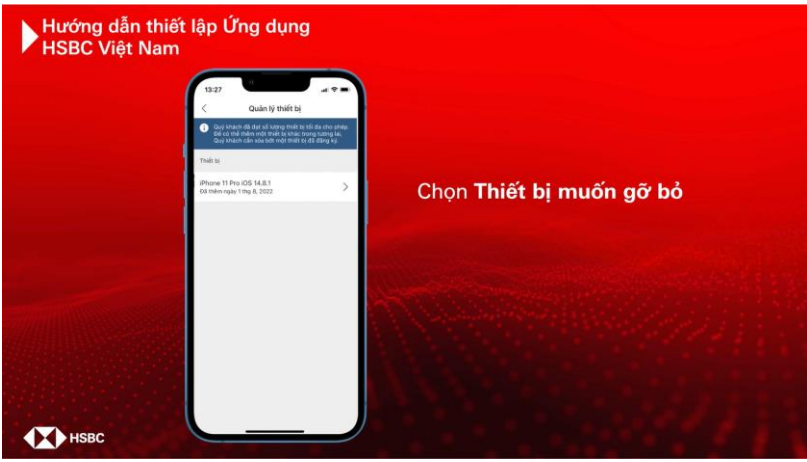 Hướng dẫn thiết lập Ứng dụng
HSBC Việt Nam
13:27
Quản lý thiết bị
Quý khách đã đạt số lượng thiết bị tối đa cho phép.
Để có thể thêm một thiết bị khác trong tương lai,
Quý khách cần xóa bớt một thiết bị đã đăng ký.
Thiết bị
iPhone 11 Pro iOS 14.8.1
Đã thêm ngày 1 thg 8, 2022
Chọn Thiết bị muốn gỡ bỏ
HSBC